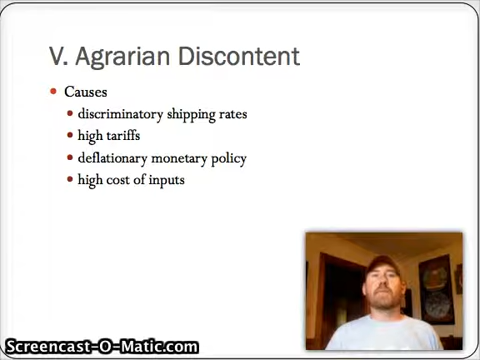 V. Agrarian Discontent
Causes
discriminatory shipping rates
high tariffs
deflationary monetary policy
high cost of inputs
Screencast-O-Matic.com